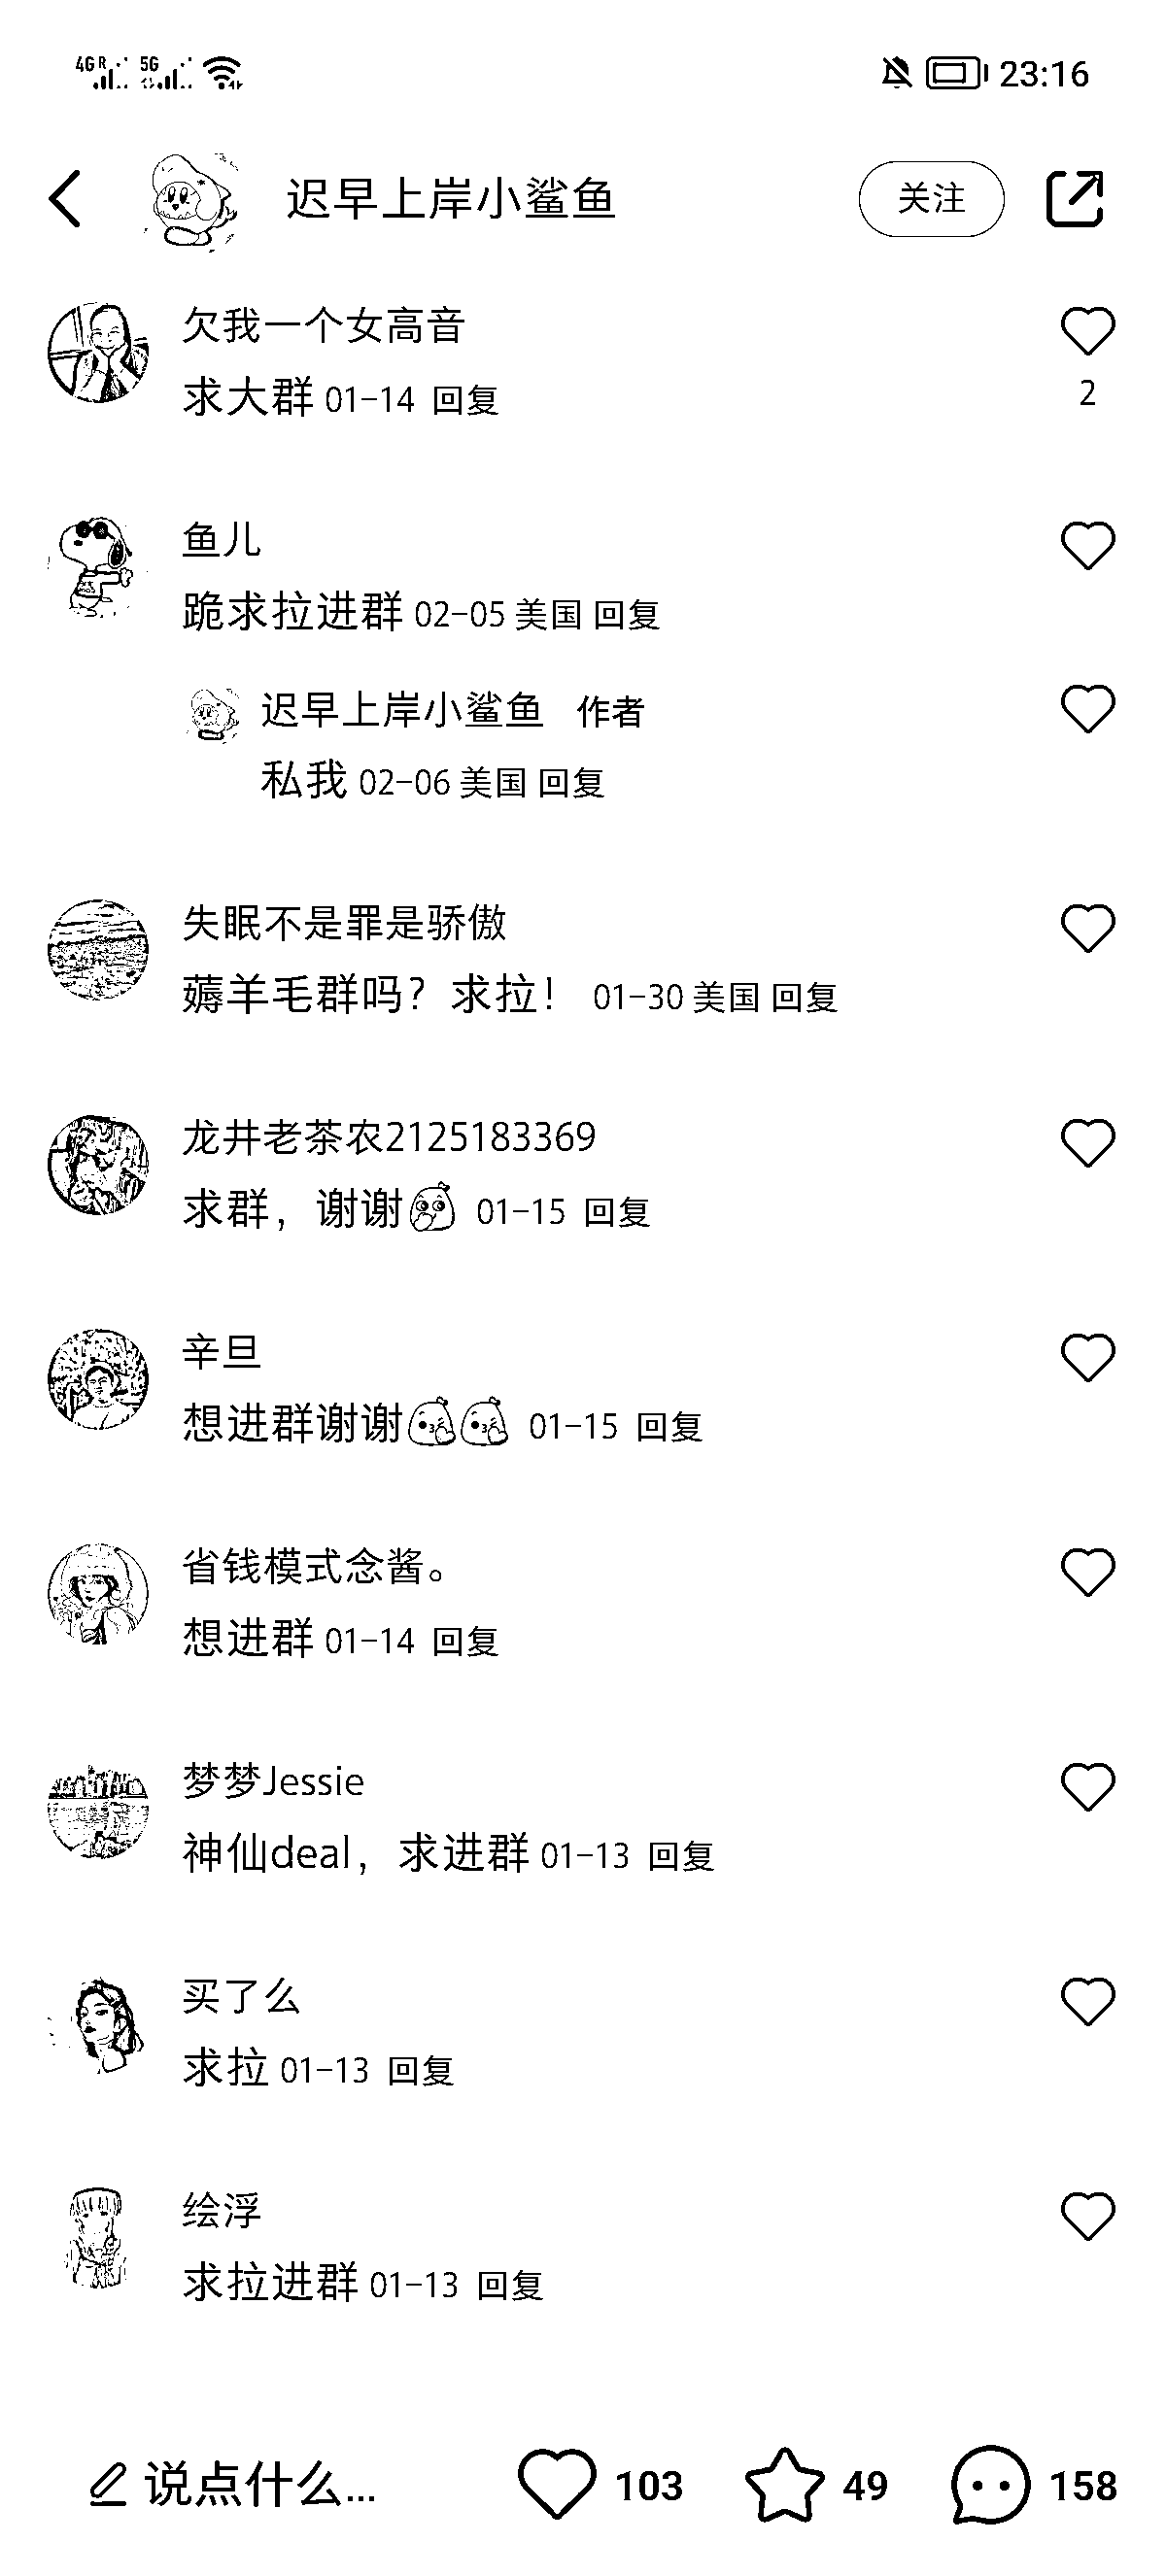 4G R 5G 23:16
迟早上岸小鲨鱼 关注
欠我一个女高音
求大群 01-14 回复
2
鱼儿
跪求拉进群 02-05 美国 回复
迟早上岸小鲨鱼 作者
私我 02-06 美国 回复
失眠不是罪是骄傲
薅羊毛群吗？求拉！ 01-30 美国 回复
龙井老茶农2125183369
求群，谢谢 01-15 回复
辛旦
想进群谢谢 01-15 回复
省钱模式念酱。
想进群 01-14 回复
梦梦Jessie
神仙deal，求进群 01-13 回复
买了么
求拉 01-13 回复
绘浮
求拉进群 01-13 回复
说点什么... 103 49 158